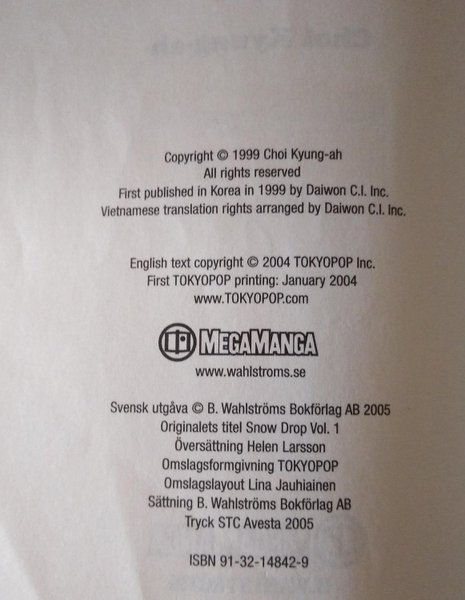 Copyright © 1999 Choi Kyung-ah
All rights reserved
First published in Korea in 1999 by Daiwon C.I. Inc.
Vietnamese translation rights arranged by Daiwon C.I. Inc.
English text copyright © 2004 TOKYOPOP Inc.
First TOKYOPOP printing: January 2004
www.TOKYOPOP.com
MEGAMANGA
www.wahlstroms.se
Svensk utgåva © B. Wahlströms Bokförlag AB 2005
Originalets titel Snow Drop Vol. 1
Översättning Helen Larsson
Omslagsformgivning TOKYOPOP
Omslagslayout Lina Jauhiainen
Sättning B. Wahlströms Bokförlag AB
Tryck STC Avesta 2005
ISBN 91-32-14842-9